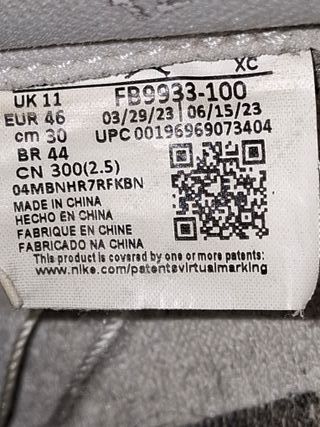 XC
UK 11 FB9933-100
EUR 46 03/29/23 06/15/23
cm 30 UPC 00196969073404
BR 44
CN 300(2.5)
04MBNHR7RFKBN
MADE IN CHINA
HECHO EN CHINA
FABRIQUE EN CHINE
FABRICADO NA CHINA
This product is covered by one or more patents:
www.nike.com/patentsvirtualmarking